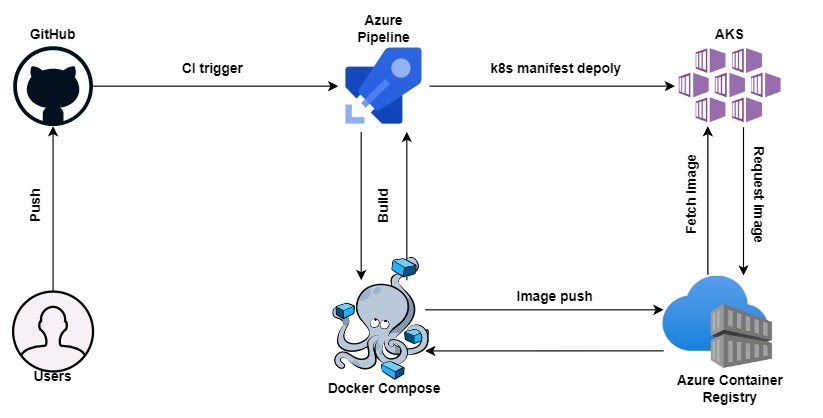 GitHub
Azure
Pipeline
AKS
CI trigger
k8s manifest depoly
Push
Build
Fetch image
Request image
Image push
Users
Docker Compose
Azure Container
Registry